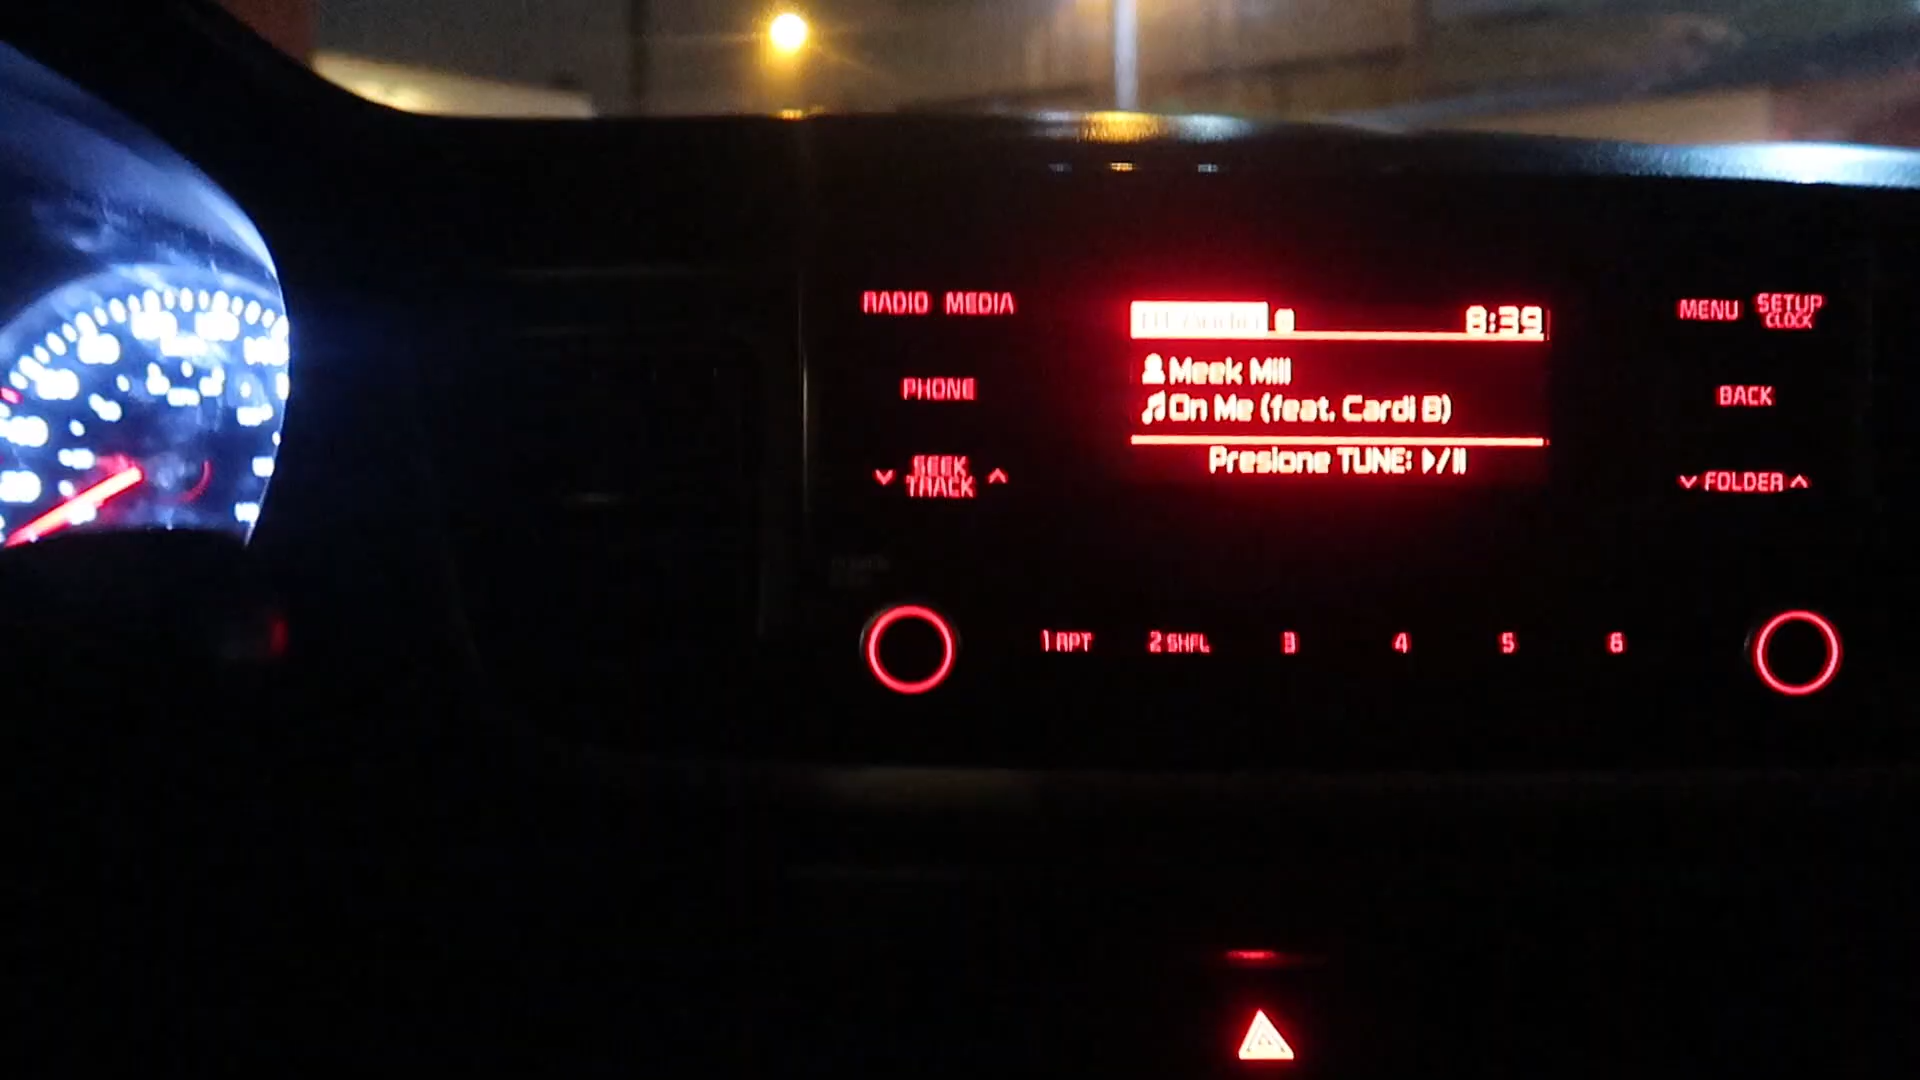 RADIO MEDIA
8:39
MENU SETUP
CLOCK
Meek Mill
PHONE
On Me (feat. Cardi B)
BACK
Presione TUNE:
SEEK
TRACK
FOLDER
1 RPT 2 SHFL 3 4 5 6